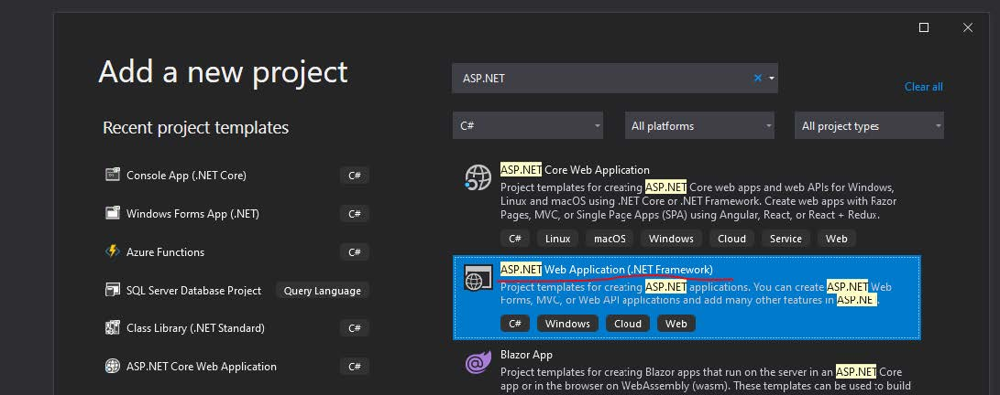 Add a new project
Recent project templates
Console App (.NET Core) C#
Windows Forms App (.NET) C#
Azure Functions C#
SQL Server Database Project Query Language
Class Library (.NET Standard) C#
ASP.NET Core Web Application C#
ASP.NET
Clear all
C# All platforms All project types
ASP.NET Core Web Application
Project templates for creating ASP.NET Core web apps and web APIs for Windows,
Linux and macOS using .NET Core or .NET Framework. Create web apps with Razor
Pages, MVC, or Single Page Apps (SPA) using Angular, React, or React + Redux.
C# Linux macOS Windows Cloud Service Web
ASP.NET Web Application (.NET Framework)
Project templates for creating ASP.NET applications. You can create ASP.NET Web
Forms, MVC, or Web API applications and add many other features in ASP.NET.
C# Windows Cloud Web
Blazor App
Project templates for creating Blazor apps that run on the server in an ASP.NET Core
app or in the browser on WebAssembly (wasm). These templates can be used to build